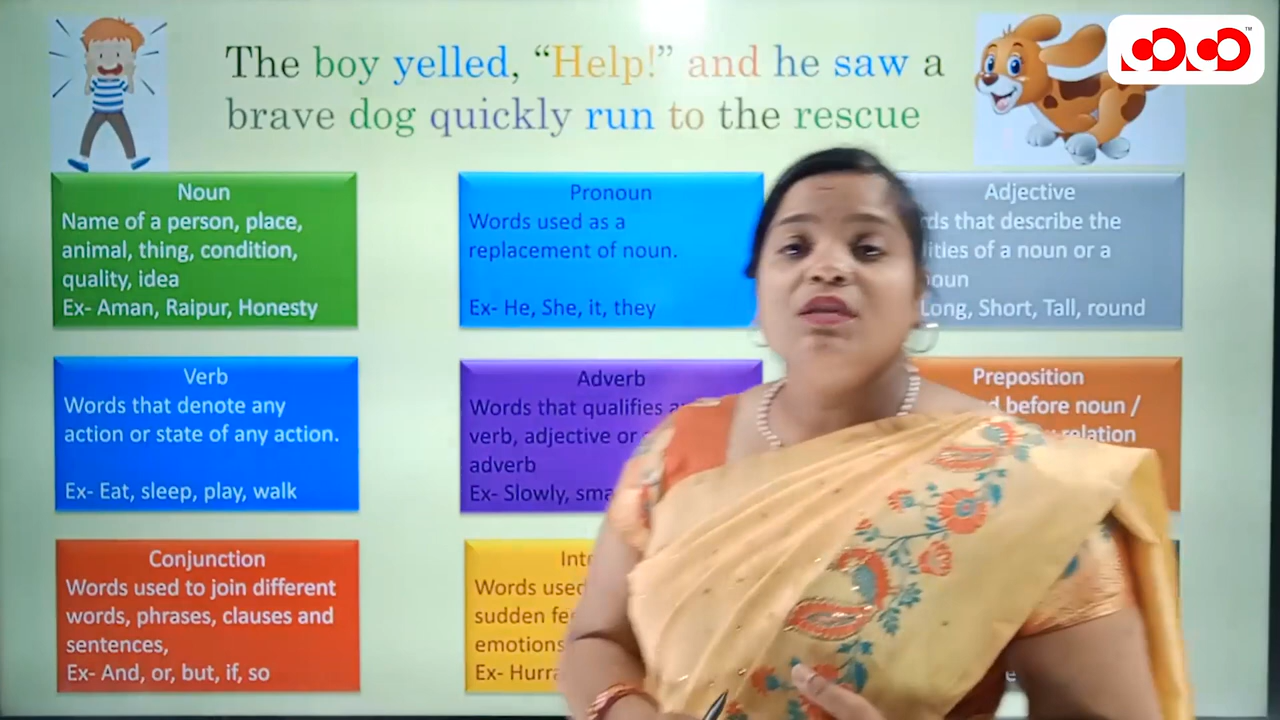 The boy yelled, “Help!” and he saw a
brave dog quickly run to the rescue
Noun
Name of a person, place,
animal, thing, condition,
quality, idea
Ex- Aman, Raipur, Honesty
Pronoun
Words used as a
replacement of noun.
Ex- He, She, it, they
Adjective
that describe the
of a noun or a
Long, Short, Tall, round
Verb
Words that denote any
action or state of any action.
Ex- Eat, sleep, play, walk
Adverb
Words that qualifies
verb, adjective or
adverb
Ex- Slowly,
Preposition
before noun /
relation
Conjunction
Words used to join different
words, phrases, clauses and
sentences,
Ex- And, or, but, if, so
Words used
sudden
emotions
Ex-